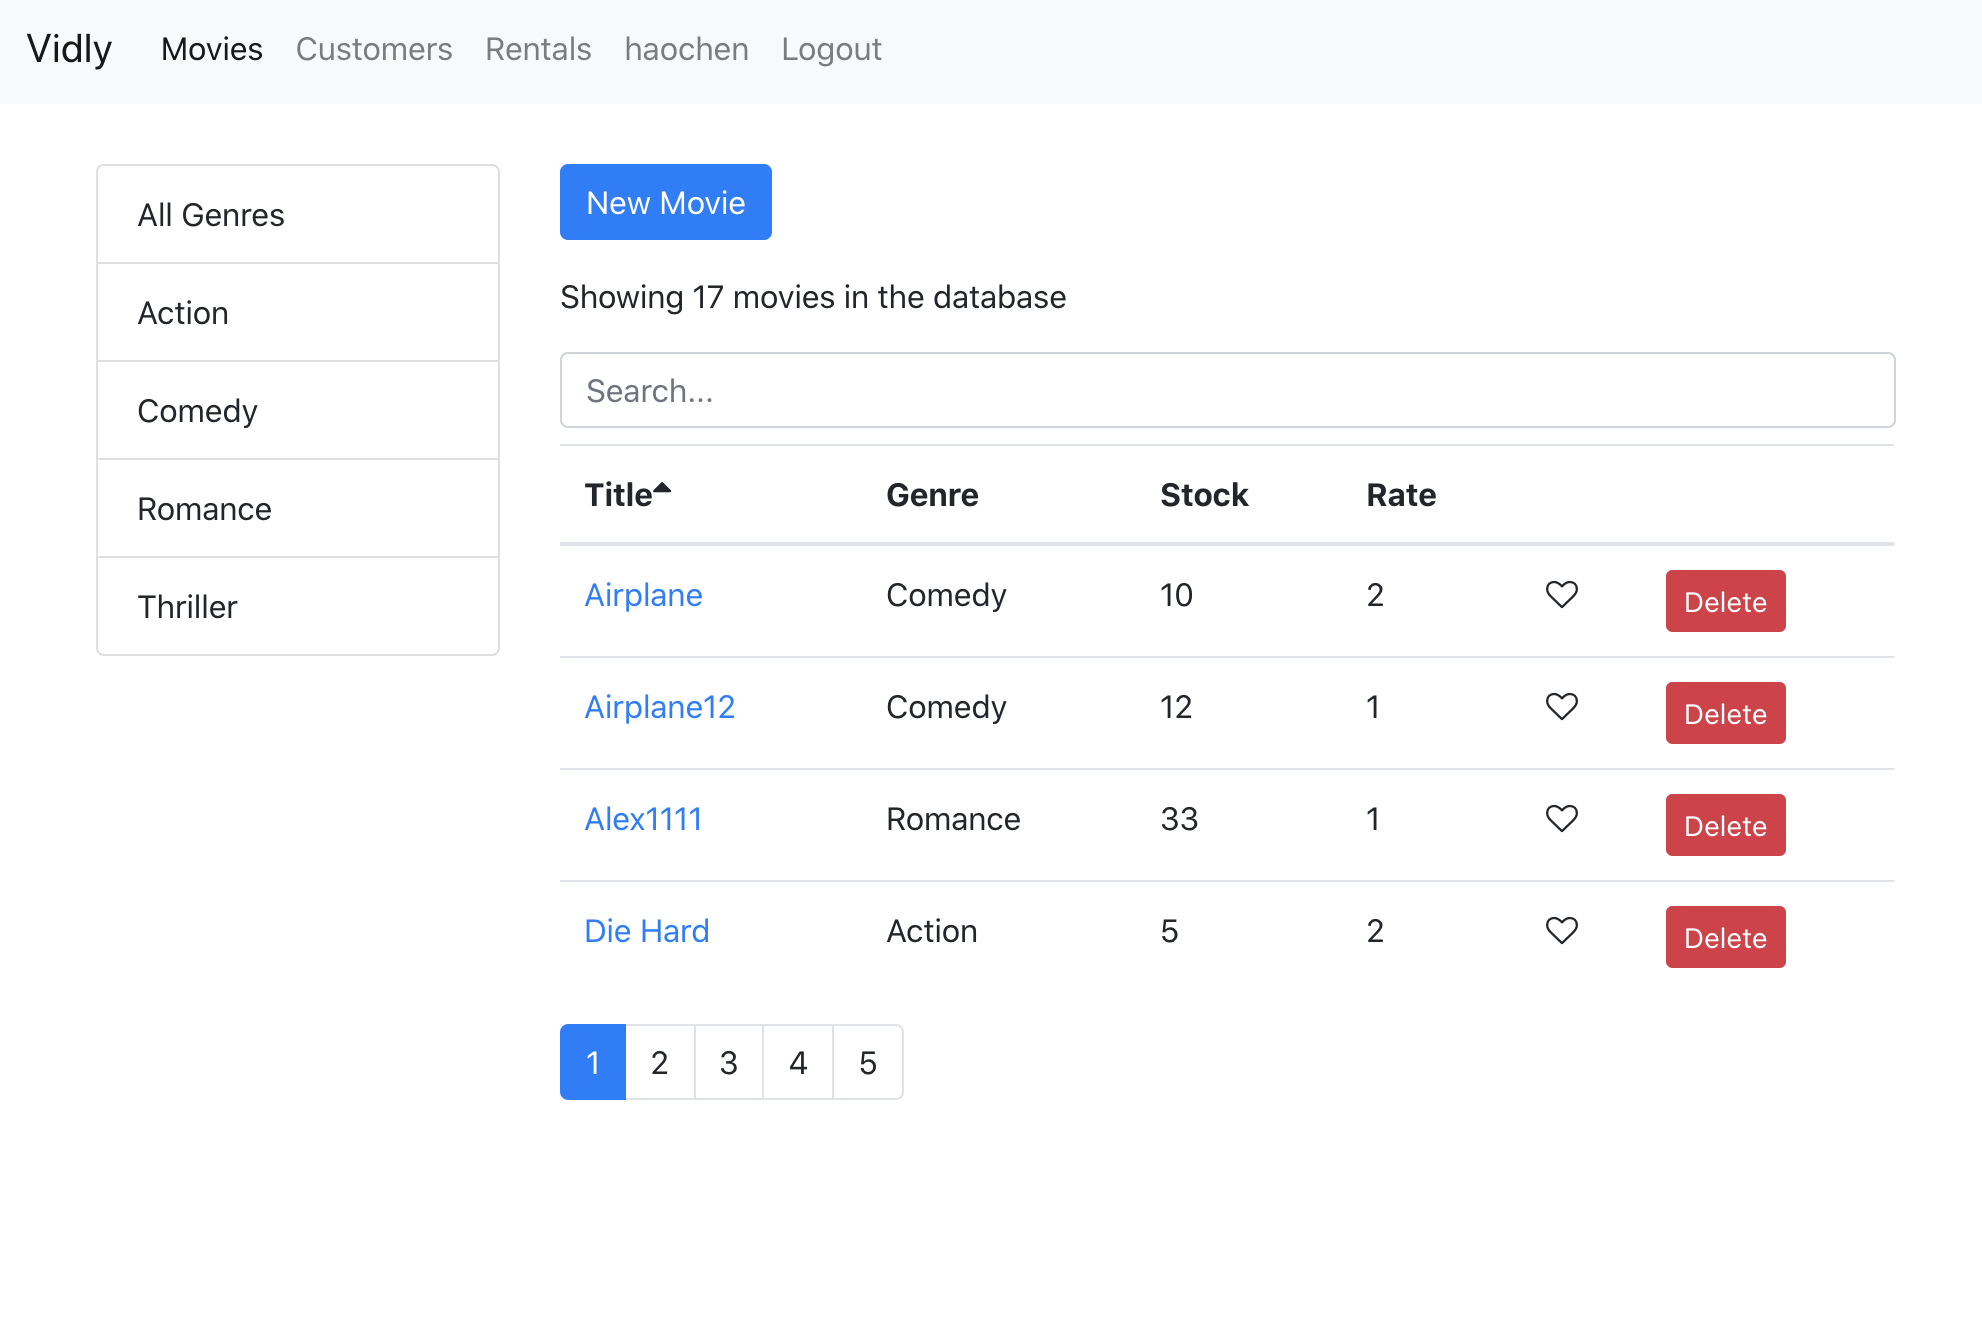 Vidly Movies Customers Rentals haochen Logout
All Genres
Action
Comedy
Romance
Thriller
New Movie
Showing 17 movies in the database
Search...
Title Genre Stock Rate
Airplane Comedy 10 2 Delete
Airplane12 Comedy 12 1 Delete
Alex1111 Romance 33 1 Delete
Die Hard Action 5 2 Delete
1 2 3 4 5